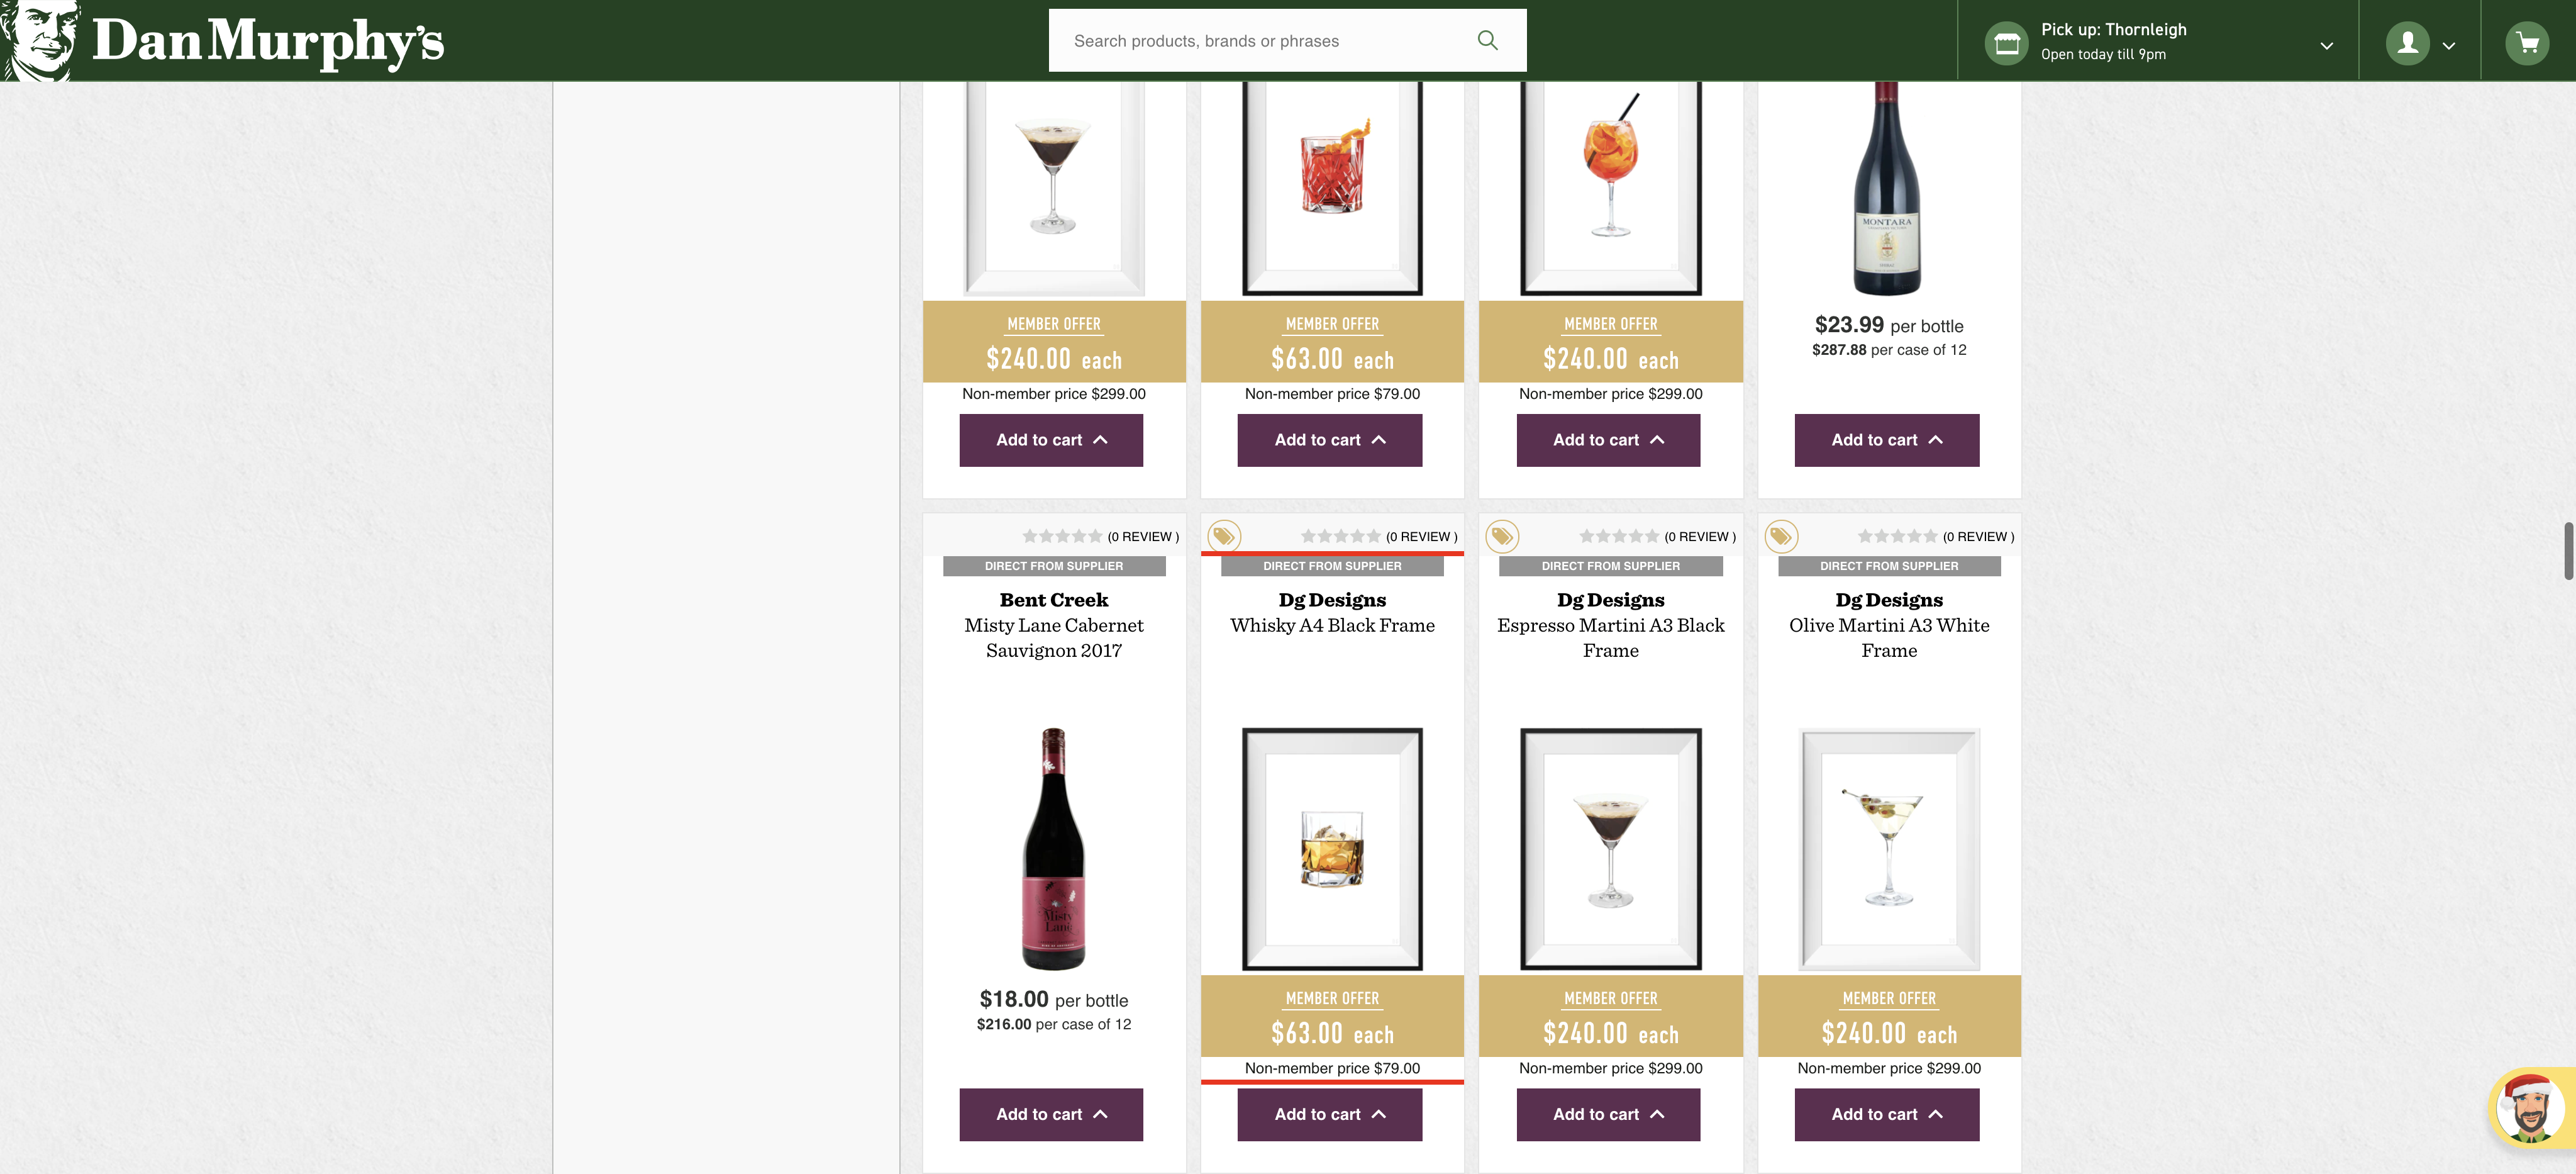 Dan Murphy's
Search products, brands or phrases
Pick up: Thornleigh
Open today till 9pm
MONTARA
MEMBER OFFER
$240.00 each
Non-member price $299.00
Add to cart
MEMBER OFFER
$63.00 each
Non-member price $79.00
Add to cart
MEMBER OFFER
$240.00 each
Non-member price $299.00
Add to cart
$23.99 per bottle
$287.88 per case of 12
Add to cart
(0 REVIEW )
DIRECT FROM SUPPLIER
Bent Creek
Misty Lane Cabernet
Sauvignon 2017
Misty
Lane
$18.00 per bottle
$216.00 per case of 12
Add to cart
(0 REVIEW )
DIRECT FROM SUPPLIER
Dg Designs
Whisky A4 Black Frame
MEMBER OFFER
$63.00 each
Non-member price $79.00
Add to cart
(0 REVIEW )
DIRECT FROM SUPPLIER
Dg Designs
Espresso Martini A3 Black
Frame
MEMBER OFFER
$240.00 each
Non-member price $299.00
Add to cart
(0 REVIEW )
DIRECT FROM SUPPLIER
Dg Designs
Olive Martini A3 White
Frame
MEMBER OFFER
$240.00 each
Non-member price $299.00
Add to cart